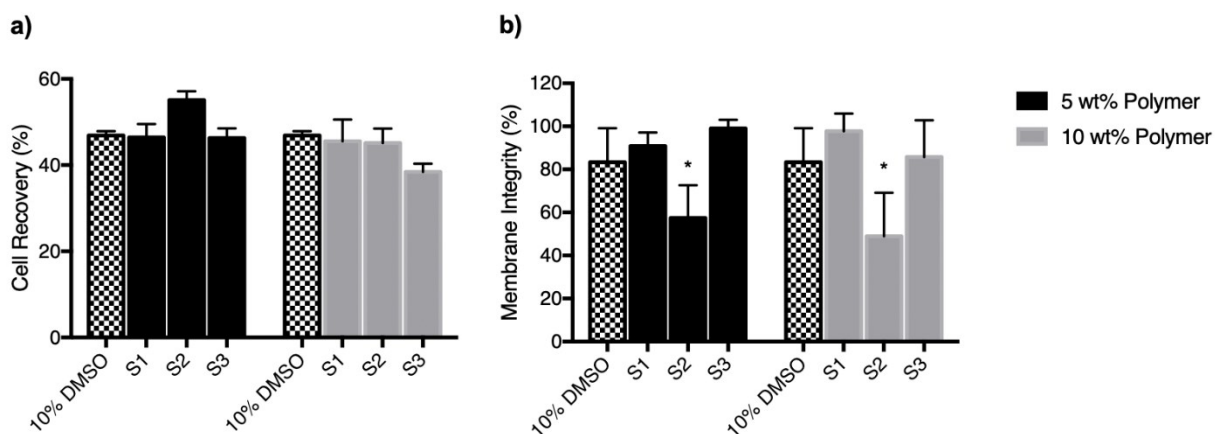 a)
Cell Recovery (%)
60
40
20
0
10% DMSO
S1
S2
S3
10% DMSO
S1
S2
S3
b)
Membrane Integrity (%)
120
100
80
60
40
20
0
*
*
10% DMSO
S1
S2
S3
10% DMSO
S1
S2
S3
5 wt% Polymer
10 wt% Polymer